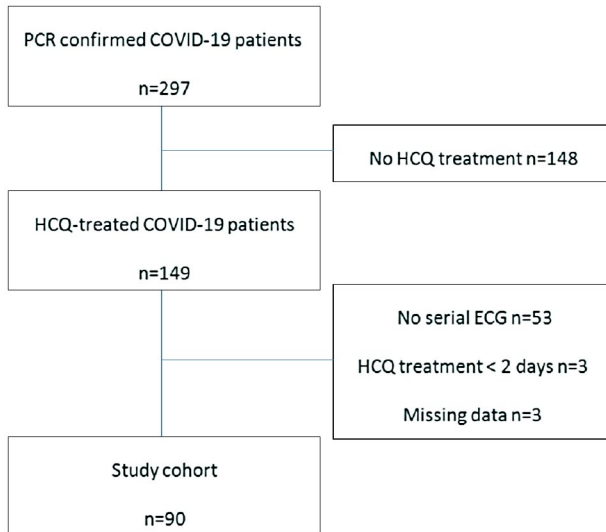 PCR confirmed COVID-19 patients
n=297
No HCQ treatment n=148
HCQ-treated COVID-19 patients
n=149
No serial ECG n=53
HCQ treatment < 2 days n=3
Missing data n=3
Study cohort
n=90